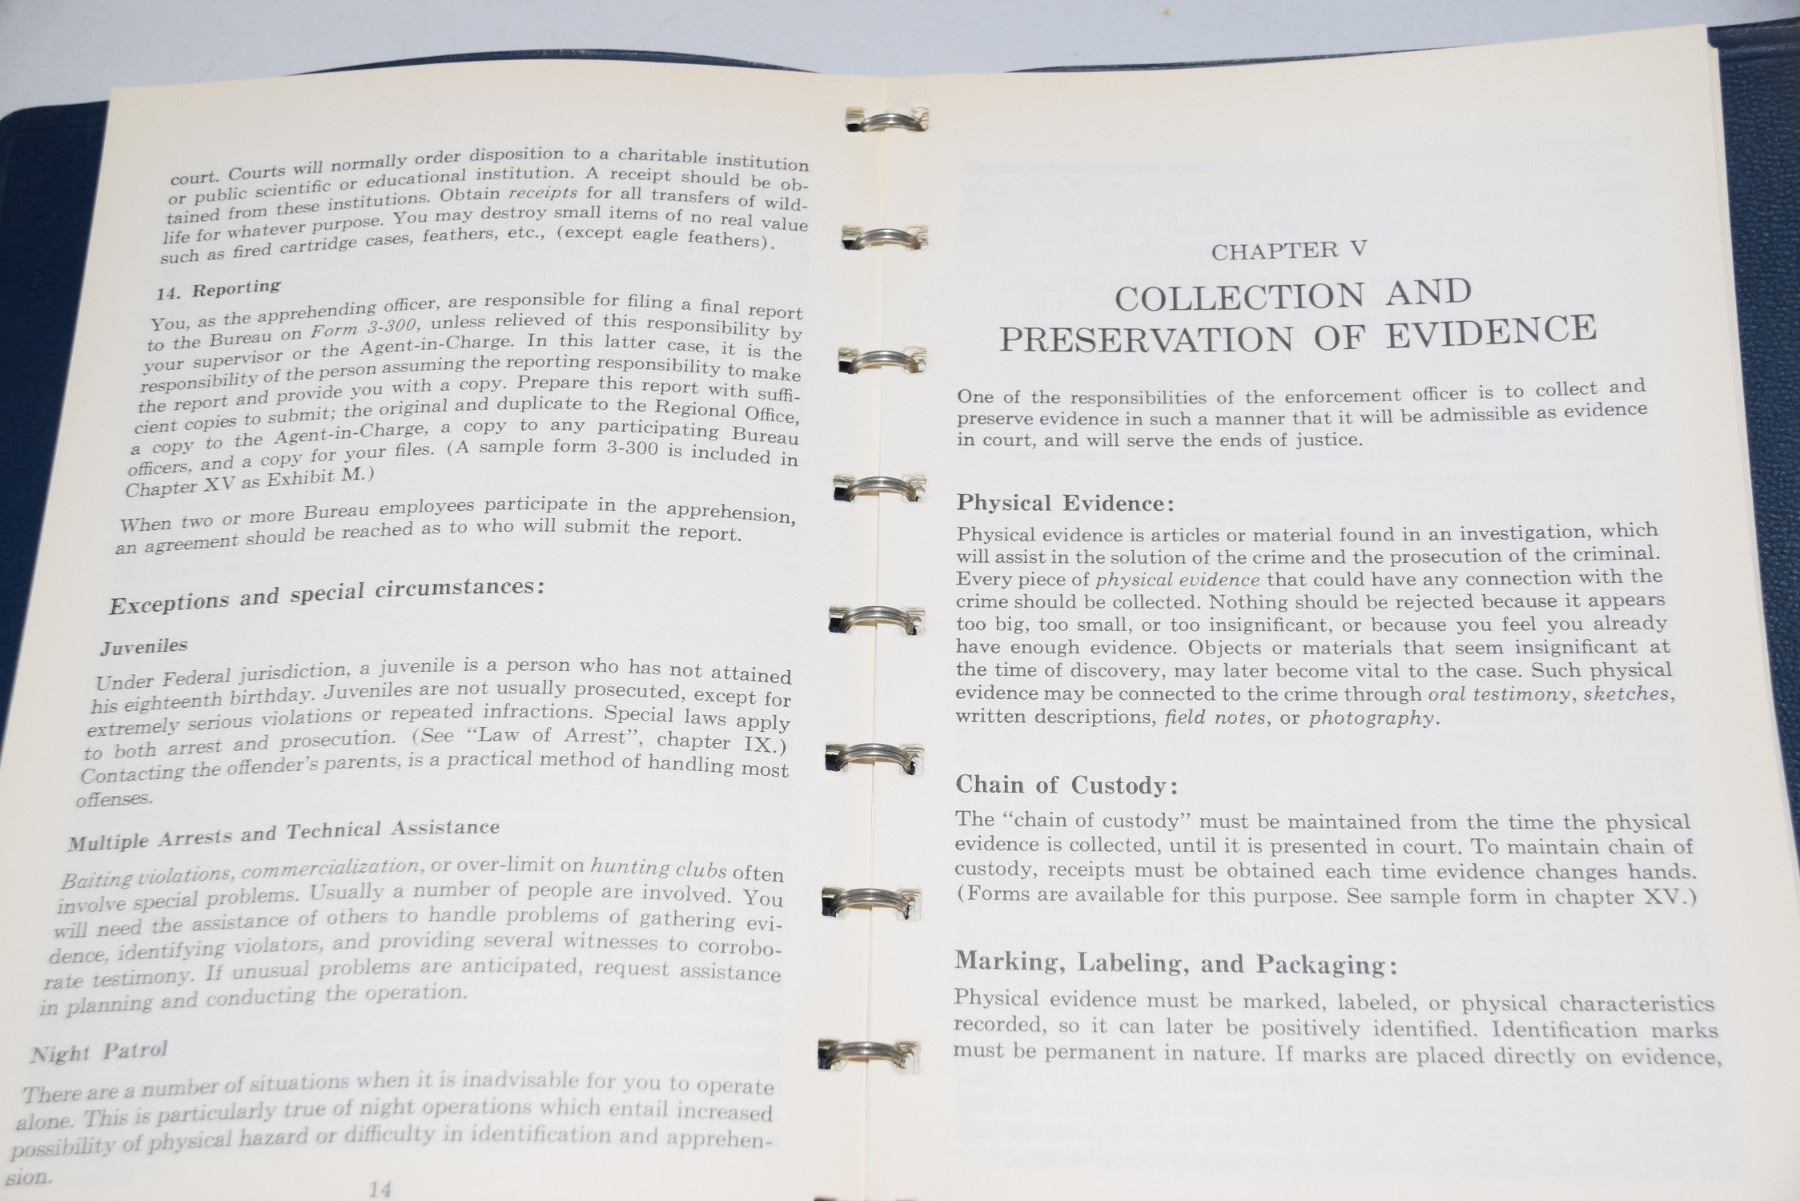 court. Courts will normally order disposition to a charitable institution
or public scientific or educational institution. A receipt should be ob-
tained from these institutions. Obtain receipts for all transfers of wild-
life for whatever purpose. You may destroy small items of no real value
such as fired cartridge cases, feathers, etc., (except eagle feathers).
14. Reporting
You, as the apprehending officer, are responsible for filing a final report
to the Bureau on Form 3-300, unless relieved of this responsibility by
your supervisor or the Agent-in-Charge. In this latter case, it is the
responsibility of the person assuming the reporting responsibility to make
the report and provide you with a copy. Prepare this report with suffi-
cient copies to submit; the original and duplicate to the Regional Office,
a copy to the Agent-in-Charge, a copy to any participating Bureau
officers, and a copy for your files. (A sample form 3-300 is included in
Chapter XV as Exhibit M.)
When two or more Bureau employees participate in the apprehension,
an agreement should be reached as to who will submit the report.
Exceptions and special circumstances:
Juveniles
Under Federal jurisdiction, a juvenile is a person who has not attained
his eighteenth birthday. Juveniles are not usually prosecuted, except for
extremely serious violations or repeated infractions. Special laws apply
to both arrest and prosecution. (See “Law of Arrest”, chapter IX.)
Contacting the offender's parents, is a practical method of handling most
offenses.
Multiple Arrests and Technical Assistance
Baiting violations, commercialization, or over-limit on hunting clubs often
involve special problems. Usually a number of people are involved. You
will need the assistance of others to handle problems of gathering evi-
dence, identifying violators, and providing several witnesses to corrobo-
rate testimony. If unusual problems are anticipated, request assistance
in planning and conducting the operation.
Night Patrol
There are a number of situations when it is inadvisable for you to operate
alone. This is particularly true of night operations which entail increased
possibility of physical hazard or difficulty in identification and apprehen-
sion.
14
CHAPTER V
COLLECTION AND
PRESERVATION OF EVIDENCE
One of the responsibilities of the enforcement officer is to collect and
preserve evidence in such a manner that it will be admissible as evidence
in court, and will serve the ends of justice.
Physical Evidence:
Physical evidence is articles or material found in an investigation, which
will assist in the solution of the crime and the prosecution of the criminal.
Every piece of physical evidence that could have any connection with the
crime should be collected. Nothing should be rejected because it appears
too big, too small, or too insignificant, or because you feel you already
have enough evidence. Objects or materials that seem insignificant at
the time of discovery, may later become vital to the case. Such physical
evidence may be connected to the crime through oral testimony, sketches,
written descriptions, field notes, or photography.
Chain of Custody:
The “chain of custody” must be maintained from the time the physical
evidence is collected, until it is presented in court. To maintain chain of
custody, receipts must be obtained each time evidence changes hands.
(Forms are available for this purpose. See sample form in chapter XV.)
Marking, Labeling, and Packaging:
Physical evidence must be marked, labeled, or physical characteristics
recorded, so it can later be positively identified. Identification marks
must be permanent in nature. If marks are placed directly on evidence,